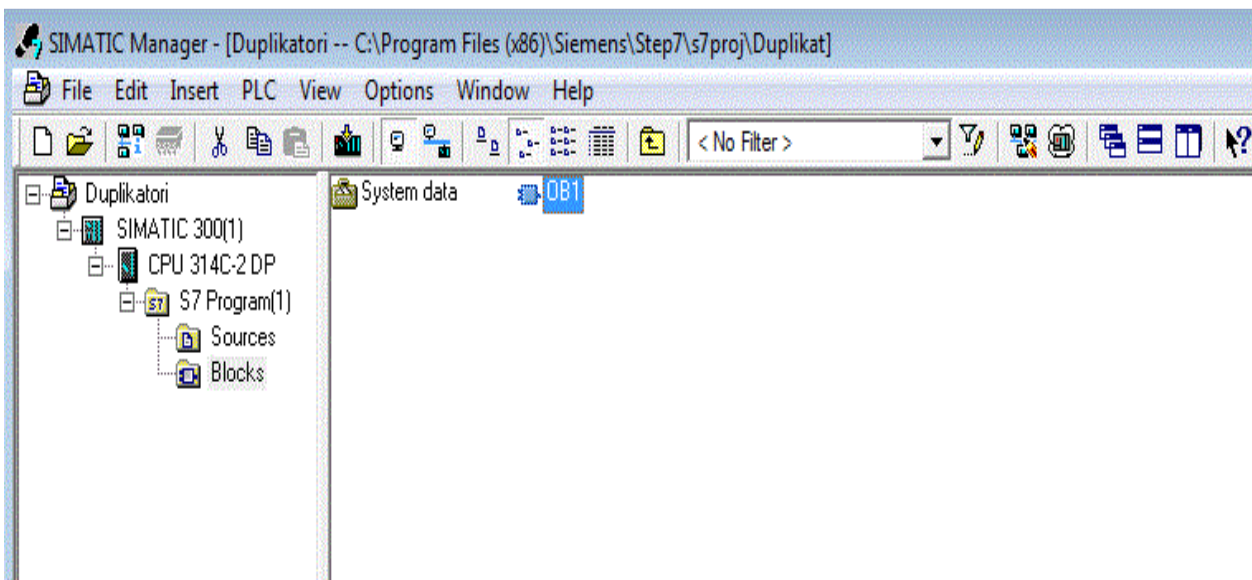 SIMATIC Manager - [Duplikatori -- C:\Program Files (x86)\Siemens\Step7\s7proj\Duplikat]
File Edit Insert PLC View Options Window Help
< No Filter >
Duplikatori
SIMATIC 300(1)
CPU 314C-2 DP
S7 Program(1)
Sources
Blocks
System data
OB1